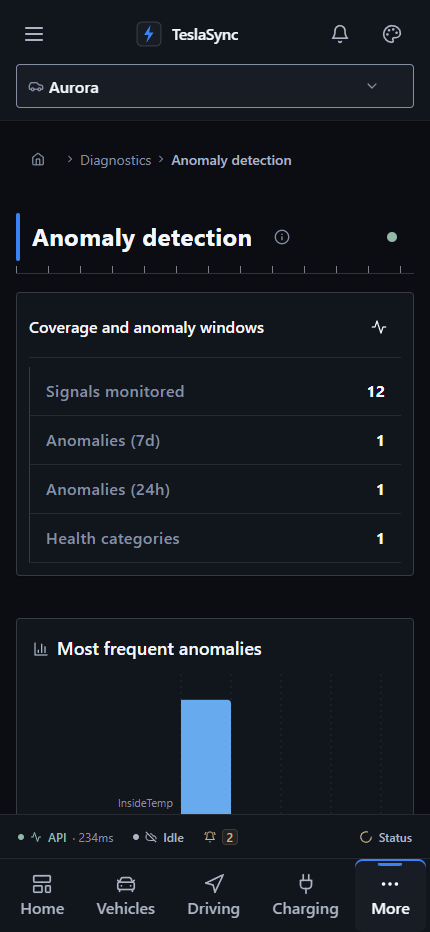 TeslaSync
Aurora
Diagnostics > Anomaly detection
Anomaly detection
Coverage and anomaly windows
Signals monitored 12
Anomalies (7d) 1
Anomalies (24h) 1
Health categories 1
Most frequent anomalies
InsideTemp
API · 234ms Idle 2 Status
Home Vehicles Driving Charging More